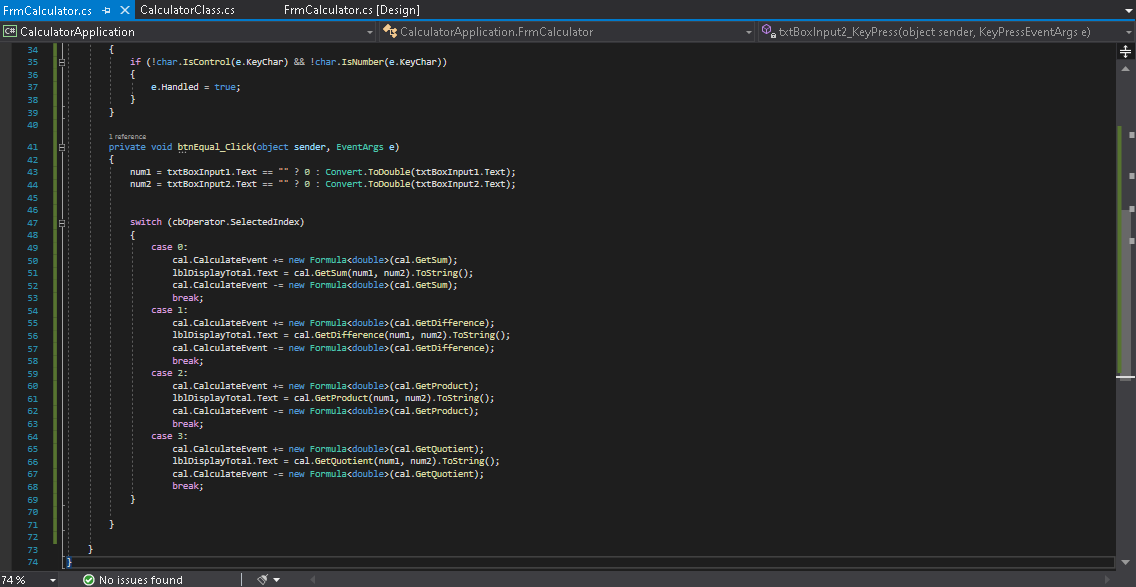 FrmCalculator.cs CalculatorClass.cs FrmCalculator.cs [Design]
C# CalculatorApplication CalculatorApplication.FrmCalculator txtBoxInput2_KeyPress(object sender, KeyPressEventArgs e)
34 {
35 if (!char.IsControl(e.KeyChar) && !char.IsNumber(e.KeyChar))
36 {
37 e.Handled = true;
38 }
39 }
40
1 reference
41 private void btnEqual_Click(object sender, EventArgs e)
42 {
43 num1 = txtBoxInput1.Text == "" ? 0 : Convert.ToDouble(txtBoxInput1.Text);
44 num2 = txtBoxInput2.Text == "" ? 0 : Convert.ToDouble(txtBoxInput2.Text);
45
46
47 switch (cbOperator.SelectedIndex)
48 {
49 case 0:
50 cal.CalculateEvent += new Formula<double>(cal.GetSum);
51 lblDisplayTotal.Text = cal.GetSum(num1, num2).ToString();
52 cal.CalculateEvent -= new Formula<double>(cal.GetSum);
53 break;
54 case 1:
55 cal.CalculateEvent += new Formula<double>(cal.GetDifference);
56 lblDisplayTotal.Text = cal.GetDifference(num1, num2).ToString();
57 cal.CalculateEvent -= new Formula<double>(cal.GetDifference);
58 break;
59 case 2:
60 cal.CalculateEvent += new Formula<double>(cal.GetProduct);
61 lblDisplayTotal.Text = cal.GetProduct(num1, num2).ToString();
62 cal.CalculateEvent -= new Formula<double>(cal.GetProduct);
63 break;
64 case 3:
65 cal.CalculateEvent += new Formula<double>(cal.GetQuotient);
66 lblDisplayTotal.Text = cal.GetQuotient(num1, num2).ToString();
67 cal.CalculateEvent -= new Formula<double>(cal.GetQuotient);
68 break;
69 }
70
71 }
72
73 }
74 }
74 % No issues found